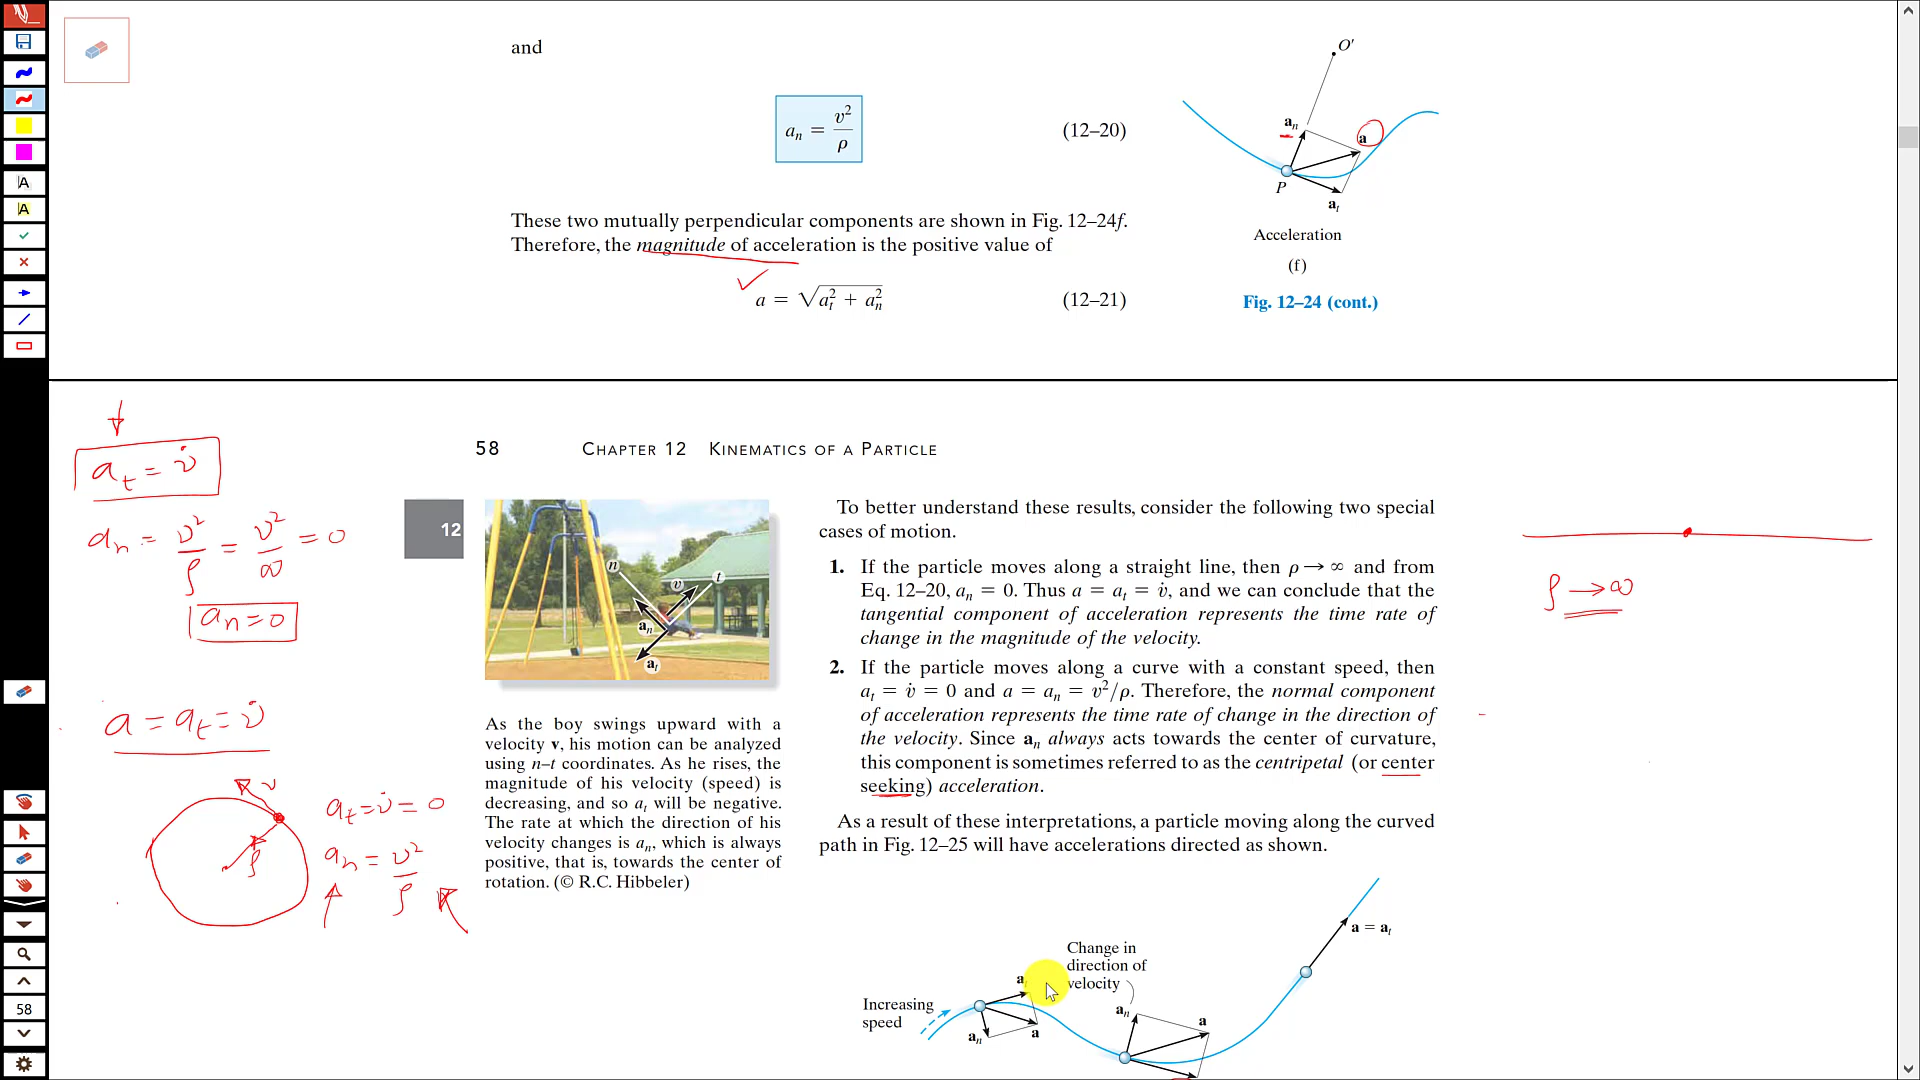 and
O'
aₙ = v²/ρ
(12–20)
aₙ
a
P
aₜ
These two mutually perpendicular components are shown in Fig. 12–24f.
Therefore, the magnitude of acceleration is the positive value of
Acceleration
(f)
a = √(aₜ² + aₙ²)
(12–21)
Fig. 12–24 (cont.)
58 CHAPTER 12 KINEMATICS OF A PARTICLE
aₜ = v̇
aₙ = v²/ρ = v²/∞ = 0
aₙ = 0
a = aₜ = v̇
v
ρ
aₜ = v̇ = 0
aₙ = v²/ρ
12
n
v
t
aₙ
aₜ
As the boy swings upward with a
velocity v, his motion can be analyzed
using n–t coordinates. As he rises, the
magnitude of his velocity (speed) is
decreasing, and so aₜ will be negative.
The rate at which the direction of his
velocity changes is aₙ, which is always
positive, that is, towards the center of
rotation. (© R.C. Hibbeler)
To better understand these results, consider the following two special
cases of motion.
1. If the particle moves along a straight line, then ρ → ∞ and from
Eq. 12–20, aₙ = 0. Thus a = aₜ = v̇, and we can conclude that the
tangential component of acceleration represents the time rate of
change in the magnitude of the velocity.
2. If the particle moves along a curve with a constant speed, then
aₜ = v̇ = 0 and a = aₙ = v²/ρ. Therefore, the normal component
of acceleration represents the time rate of change in the direction of
the velocity. Since aₙ always acts towards the center of curvature,
this component is sometimes referred to as the centripetal (or center
seeking) acceleration.
As a result of these interpretations, a particle moving along the curved
path in Fig. 12–25 will have accelerations directed as shown.
ρ → ∞
a = aₜ
Change in
direction of
velocity
Increasing
speed
a
aₙ
a
aₙ
a
A
A
58